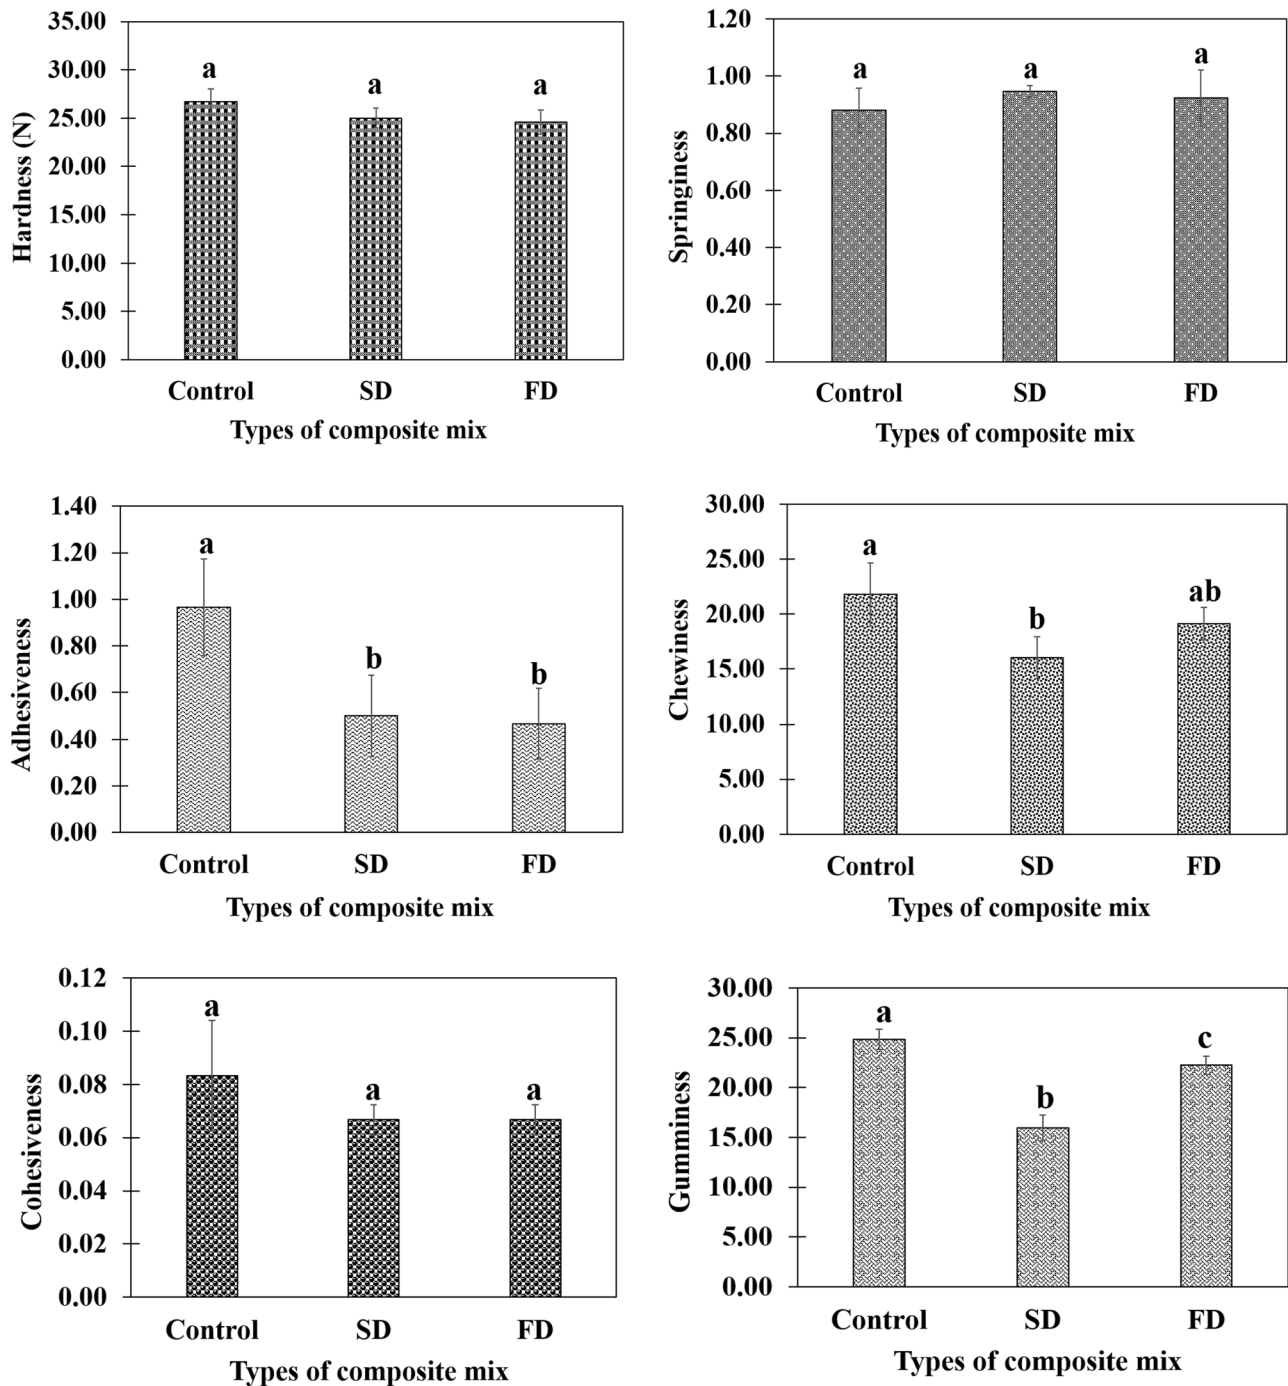 35.00
30.00
25.00
20.00
15.00
10.00
5.00
0.00
Hardness (N)
a
a
a
Control SD FD
Types of composite mix
1.20
1.00
0.80
0.60
0.40
0.20
0.00
Springiness
a
a
a
Control SD FD
Types of composite mix
1.40
1.20
1.00
0.80
0.60
0.40
0.20
0.00
Adhesiveness
a
b
b
Control SD FD
Types of composite mix
30.00
25.00
20.00
15.00
10.00
5.00
0.00
Chewiness
a
b
ab
Control SD FD
Types of composite mix
0.12
0.10
0.08
0.06
0.04
0.02
0.00
Cohesiveness
a
a
a
Control SD FD
Types of composite mix
30.00
25.00
20.00
15.00
10.00
5.00
0.00
Gumminess
a
b
c
Control SD FD
Types of composite mix